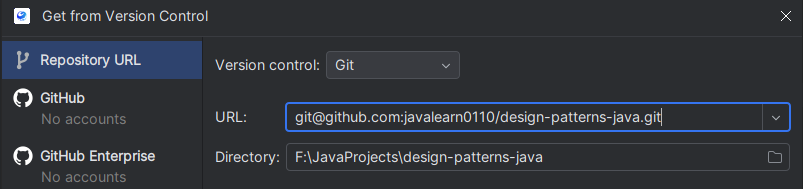 Get from Version Control
Repository URL
GitHub
No accounts
GitHub Enterprise
No accounts
Version control: Git
URL: git@github.com:javalearn0110/design-patterns-java.git
Directory: F:\JavaProjects\design-patterns-java